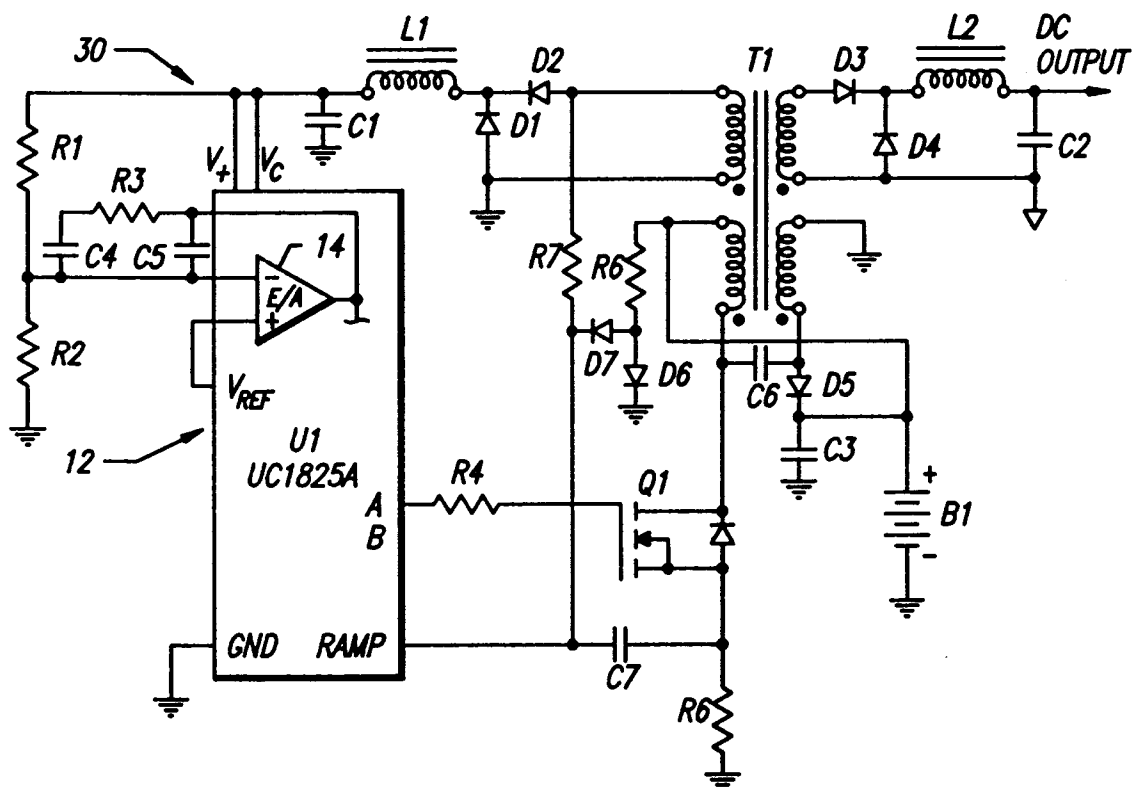 30
L1
D2
T1
D3
L2
DC
OUTPUT
R1
V+
VC
C1
D1
D4
C2
R3
C4
C5
14
-
E/A
+
R7
R6
R2
VREF
D7
D6
C6
D5
12
U1
UC1825A
R4
Q1
C3
A
B
+
B1
-
GND
RAMP
C7
R6